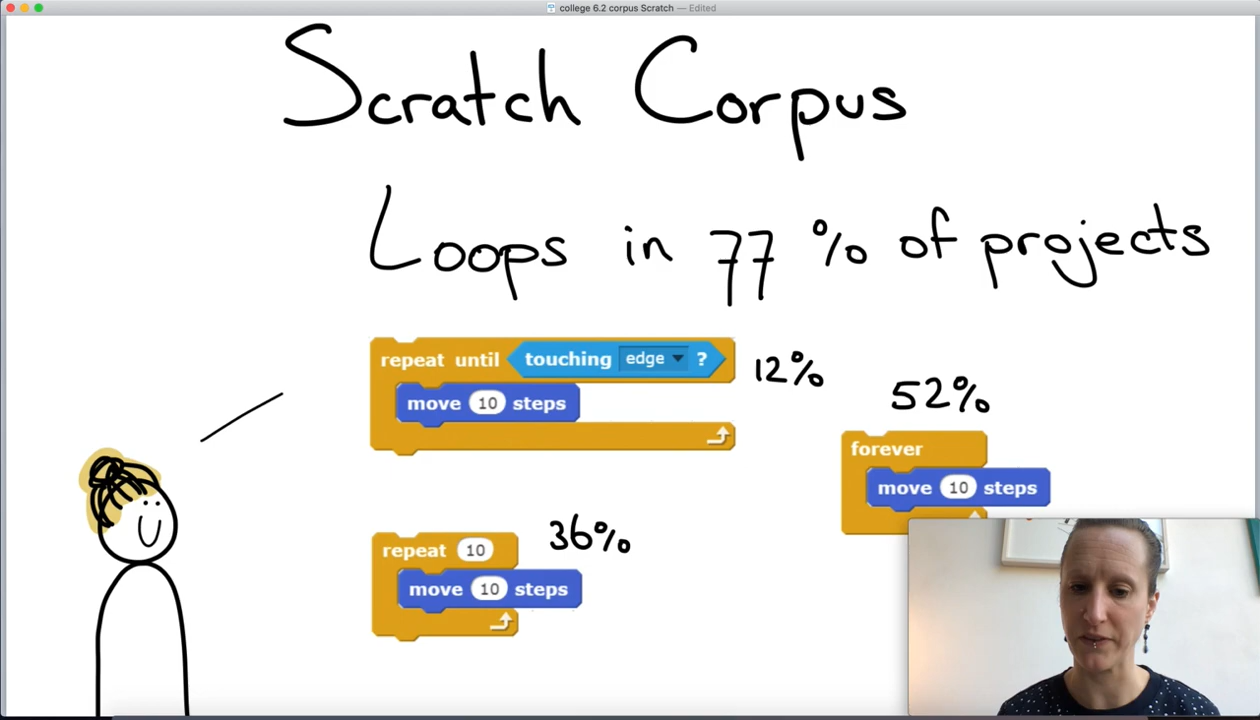 college 6.2 corpus Scratch — Edited
Scratch Corpus
Loops in 77 % of projects
repeat until touching edge ?
move 10 steps
12%
52%
forever
move 10 steps
36%
repeat 10
move 10 steps